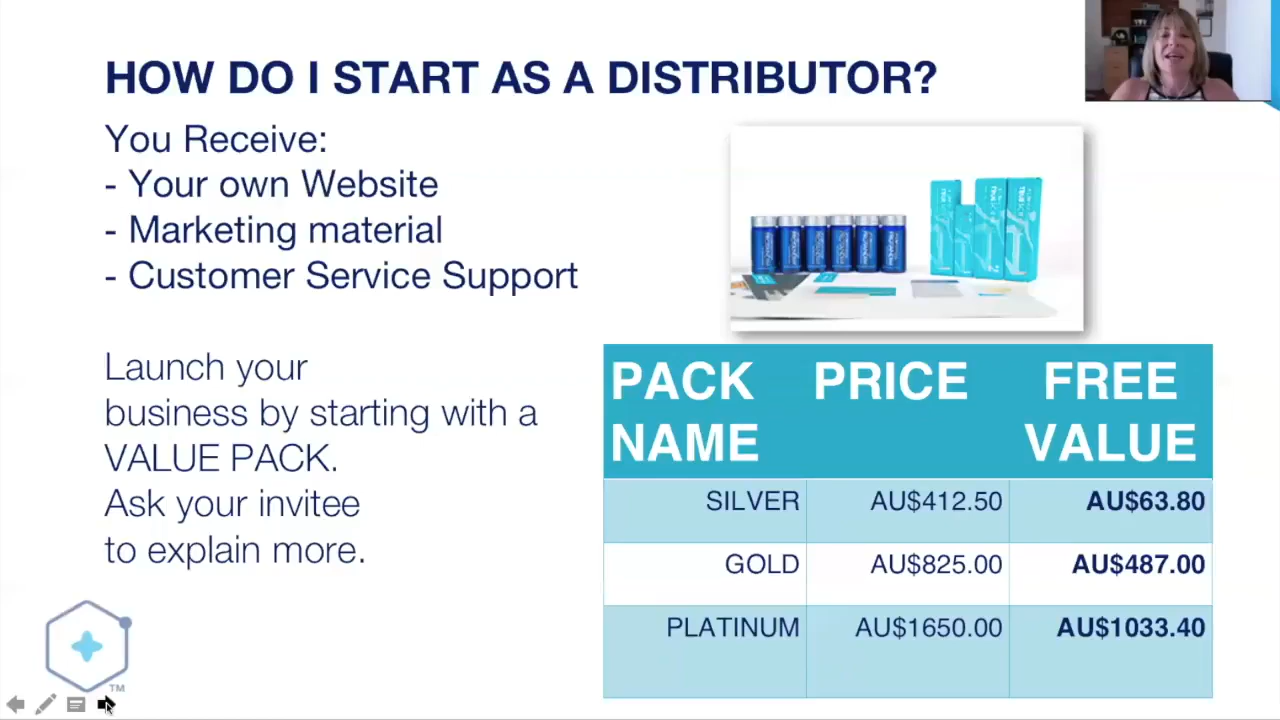 HOW DO I START AS A DISTRIBUTOR?
You Receive:
- Your own Website
- Marketing material
- Customer Service Support
Launch your
business by starting with a
VALUE PACK.
Ask your invitee
to explain more.
PACK NAME PRICE FREE VALUE
SILVER AU$412.50 AU$63.80
GOLD AU$825.00 AU$487.00
PLATINUM AU$1650.00 AU$1033.40
TM